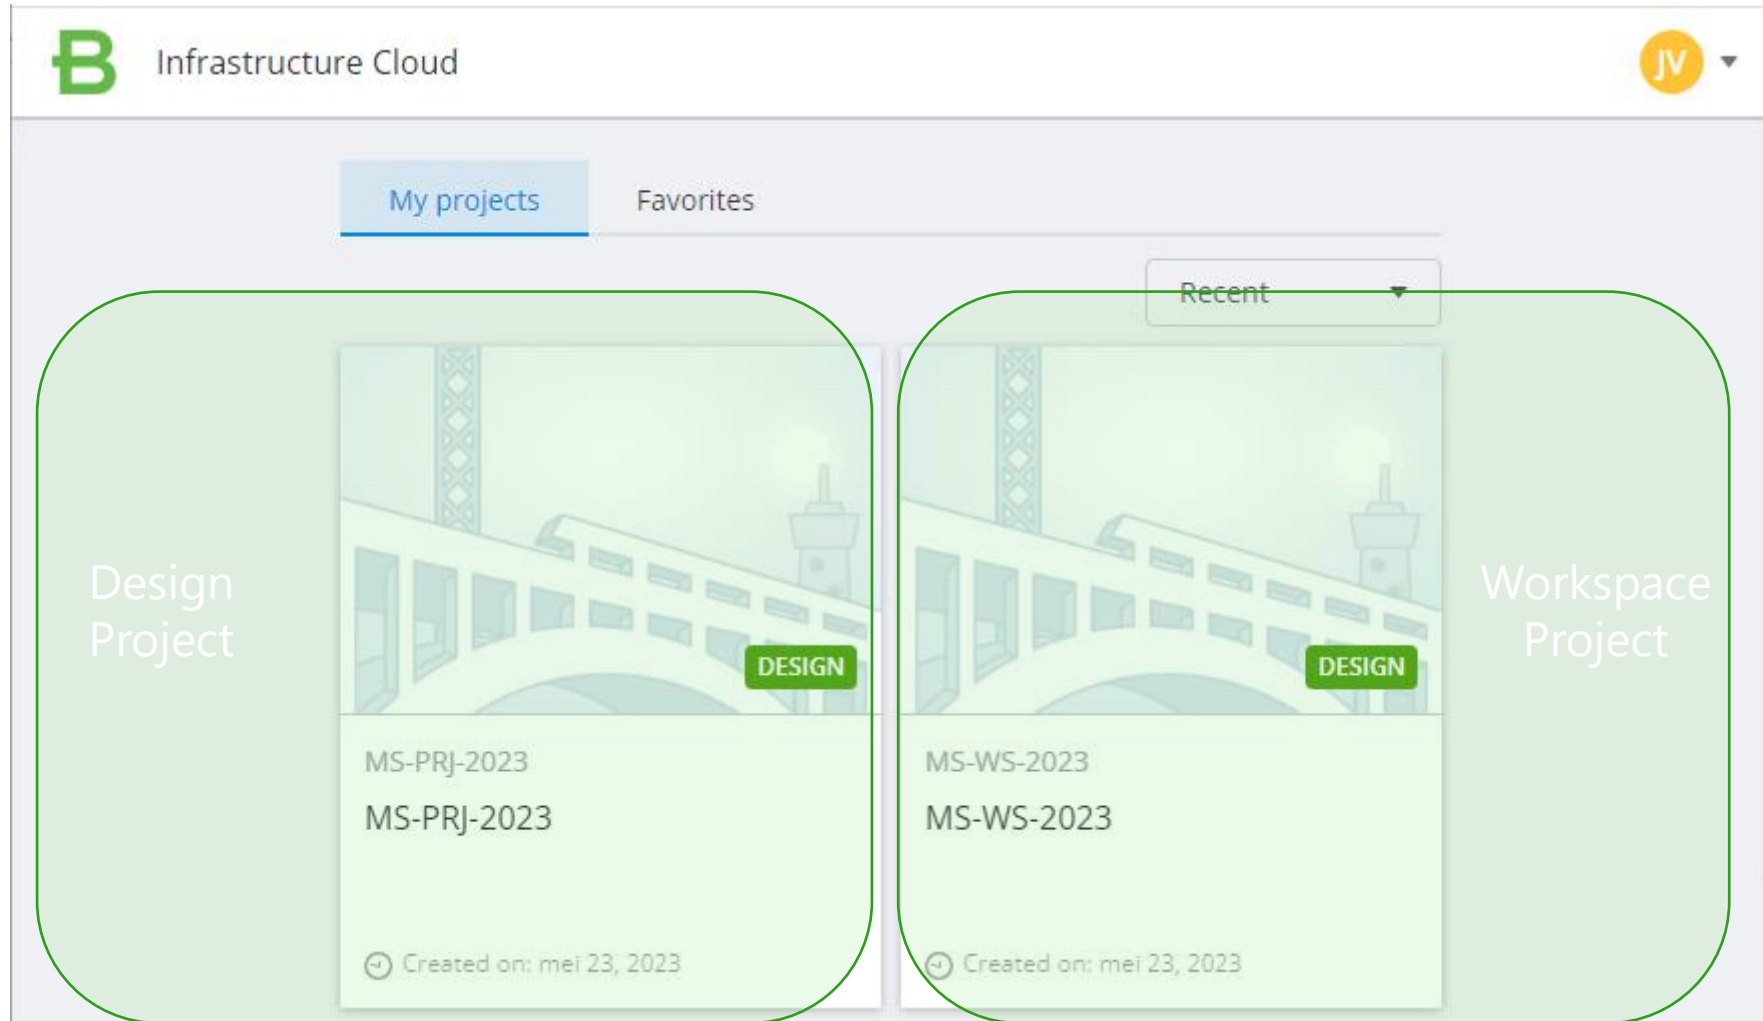 B Infrastructure Cloud
JV
My projects Favorites
Recent
Design
Project
Workspace
Project
DESIGN
DESIGN
MS-PRJ-2023
MS-PRJ-2023
Created on: mei 23, 2023
MS-WS-2023
MS-WS-2023
Created on: mei 23, 2023